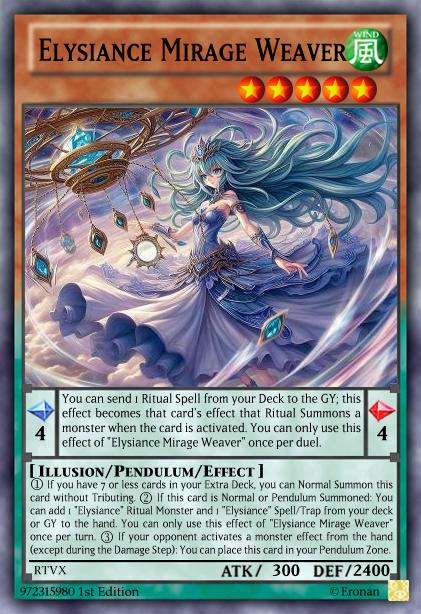 Elysiance Mirage Weaver
WIND
風
You can send 1 Ritual Spell from your Deck to the GY; this
effect becomes that card's effect that Ritual Summons a
monster when the card is activated. You can only use this
effect of "Elysiance Mirage Weaver" once per duel.
4
4
[ Illusion/Pendulum/Effect ]
① If you have 7 or less cards in your Extra Deck, you can Normal Summon this
card without Tributing. ② If this card is Normal or Pendulum Summoned: You
can add 1 "Elysiance" Ritual Monster and 1 "Elysiance" Spell/Trap from your deck
or GY to the hand. You can only use this effect of "Elysiance Mirage Weaver"
once per turn. ③ If your opponent activates a monster effect from the hand
(except during the Damage Step): You can place this card in your Pendulum Zone.
RTVX
ATK/ 300 DEF/2400
972315980 1st Edition
©Eronan